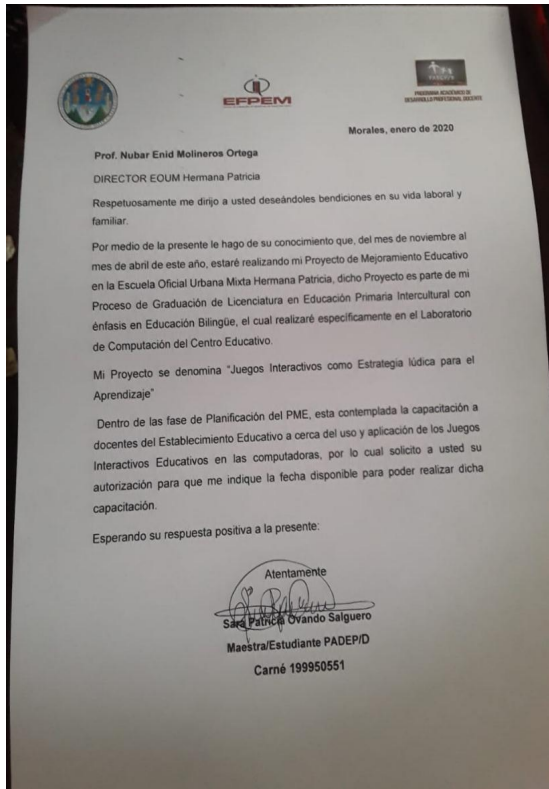 EFPEM
PROGRAMA ACADÉMICO DE
DESARROLLO PROFESIONAL DOCENTE
Morales, enero de 2020
Prof. Nubar Enid Molineros Ortega
DIRECTOR EOUM Hermana Patricia
Respetuosamente me dirijo a usted deseándoles bendiciones en su vida laboral y
familiar.
Por medio de la presente le hago de su conocimiento que, del mes de noviembre al
mes de abril de este año, estaré realizando mi Proyecto de Mejoramiento Educativo
en la Escuela Oficial Urbana Mixta Hermana Patricia, dicho Proyecto es parte de mi
Proceso de Graduación de Licenciatura en Educación Primaria Intercultural con
énfasis en Educación Bilingüe, el cual realizaré específicamente en el Laboratorio
de Computación del Centro Educativo.
Mi Proyecto se denomina “Juegos Interactivos como Estrategia lúdica para el
Aprendizaje”
Dentro de las fase de Planificación del PME, esta contemplada la capacitación a
docentes del Establecimiento Educativo a cerca del uso y aplicación de los Juegos
Interactivos Educativos en las computadoras, por lo cual solicito a usted su
autorización para que me indique la fecha disponible para poder realizar dicha
capacitación.
Esperando su respuesta positiva a la presente:
Atentamente
Sara Patricia Ovando Salguero
Maestra/Estudiante PADEP/D
Carné 199950551